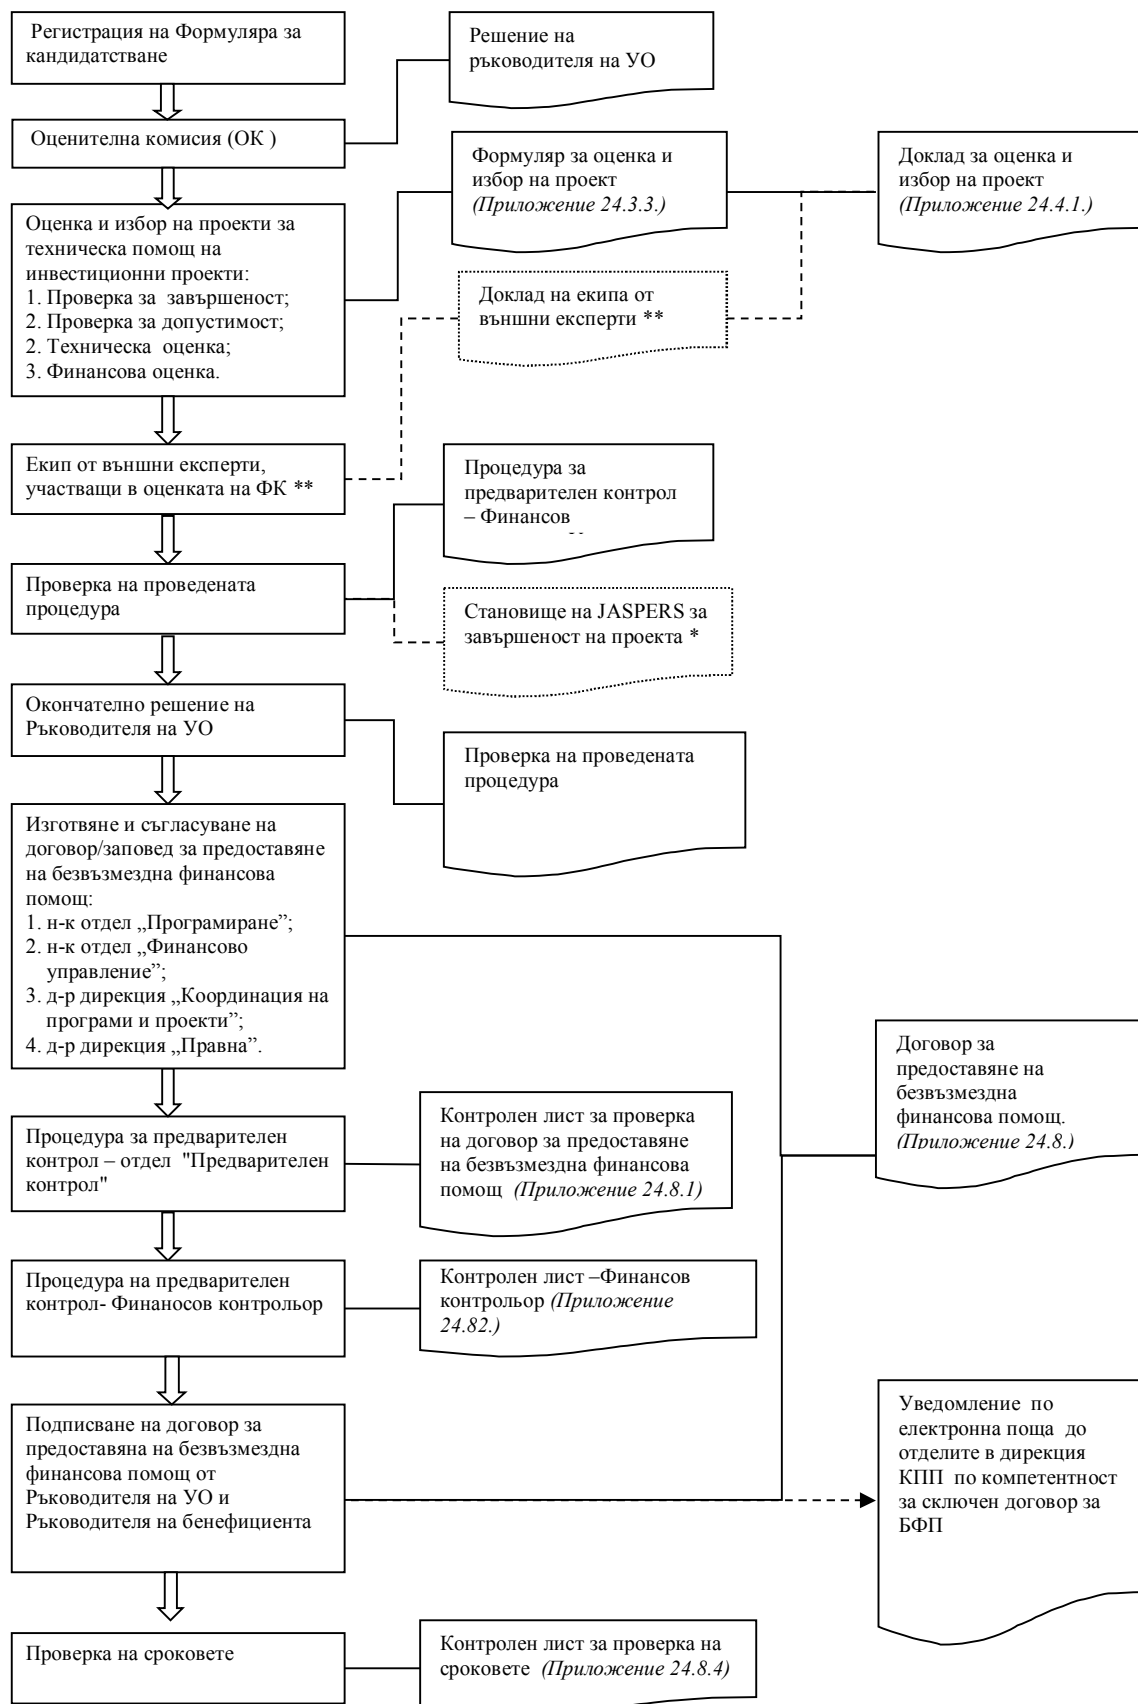 Регистрация на Формуляра за
кандидатстване
Решение на
ръководителя на УО
Оценителна комисия (ОК )
Формуляр за оценка и
избор на проект
(Приложение 24.3.3.)
Доклад за оценка и
избор на проект
(Приложение 24.4.1.)
Оценка и избор на проекти за
техническа помощ на
инвестиционни проекти:
1. Проверка за завършеност;
2. Проверка за допустимост;
2. Техническа оценка;
3. Финансова оценка.
Доклад на екипа от
външни експерти **
Екип от външни експерти,
участващи в оценката на ФК **
Процедура за
предварителен контрол
– Финансов
Проверка на проведената
процедура
Становище на JASPERS за
завършеност на проекта *
Окончателно решение на
Ръководителя на УО
Проверка на проведената
процедура
Изготвяне и съгласуване на
договор/заповед за предоставяне
на безвъзмездна финансова
помощ:
1. н-к отдел „Програмиране”;
2. н-к отдел „Финансово
управление”;
3. д-р дирекция „Координация на
програми и проекти”;
4. д-р дирекция „Правна”.
Договор за
предоставяне на
безвъзмездна
финансова помощ.
(Приложение 24.8.)
Процедура за предварителен
контрол – отдел "Предварителен
контрол"
Контролен лист за проверка
на договор за предоставяне
на безвъзмездна финансова
помощ (Приложение 24.8.1)
Процедура на предварителен
контрол- Финаносов контрольор
Контролен лист –Финансов
контрольор (Приложение
24.82.)
Подписване на договор за
предоставяна на безвъзмездна
финансова помощ от
Ръководителя на УО и
Ръководителя на бенефициента
Уведомление по
електронна поща до
отделите в дирекция
КПП по компетентност
за сключен договор за
БФП
Проверка на сроковете
Контролен лист за проверка на
сроковете (Приложение 24.8.4)